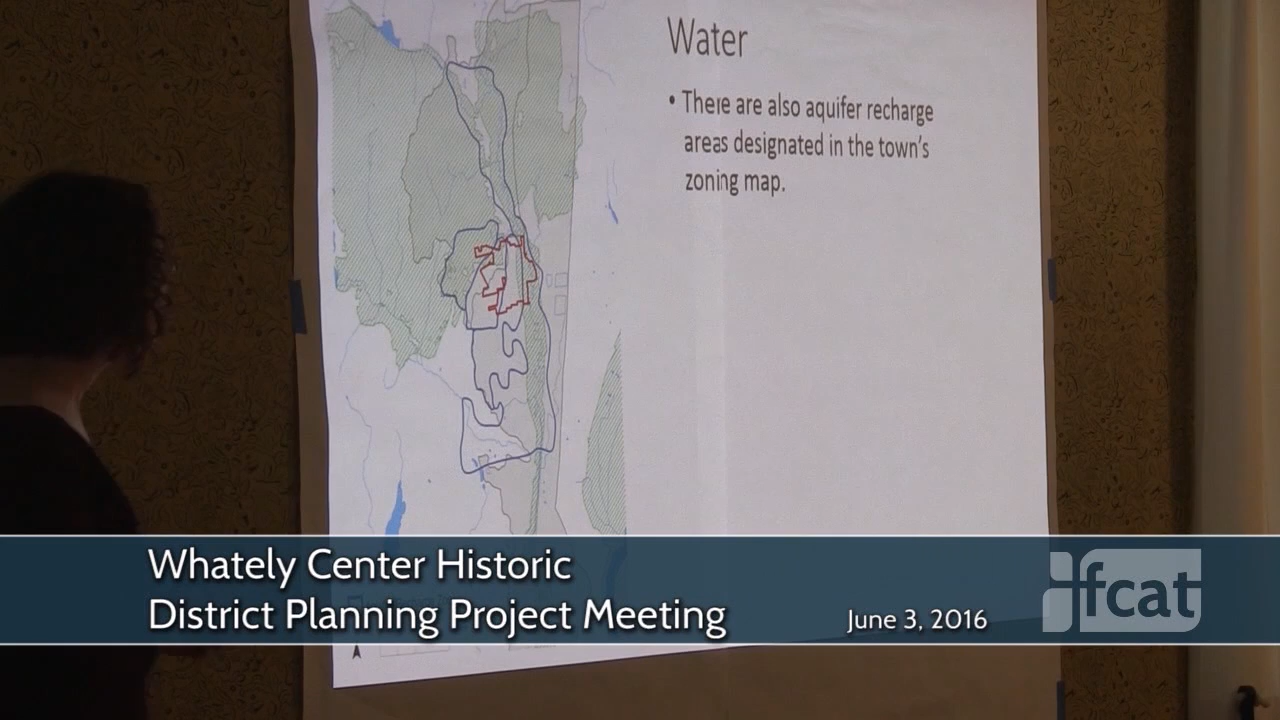 Water
• There are also aquifer recharge
areas designated in the town's
zoning map.
Whately Center Historic
District Planning Project Meeting
June 3, 2016
fcat